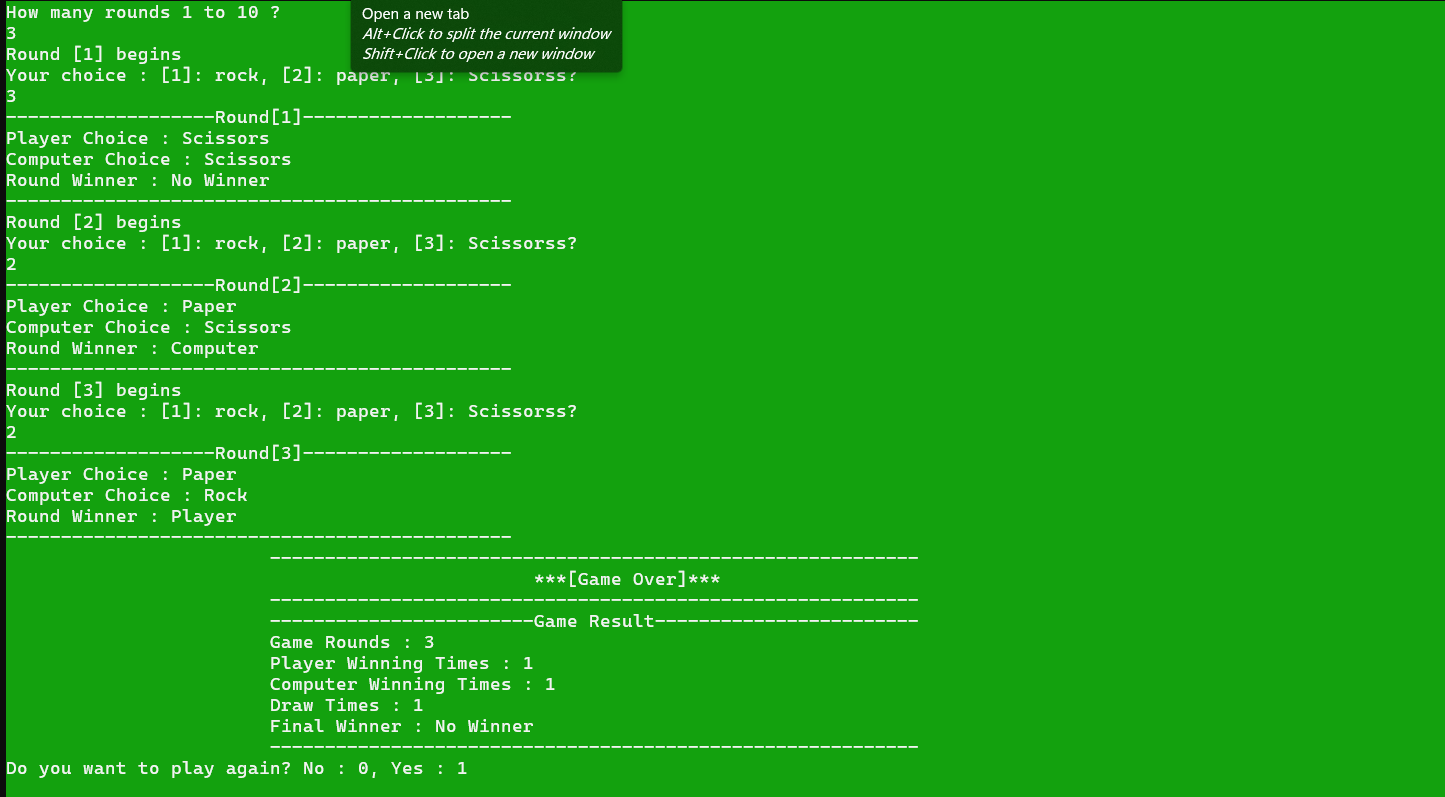 How many rounds 1 to 10 ?
3
Round [1] begins
Your choice : [1]: rock, [2]: paper, [3]: Scissorss?
3
-------------------Round[1]-------------------
Player Choice : Scissors
Computer Choice : Scissors
Round Winner : No Winner
----------------------------------------------
Round [2] begins
Your choice : [1]: rock, [2]: paper, [3]: Scissorss?
2
-------------------Round[2]-------------------
Player Choice : Paper
Computer Choice : Scissors
Round Winner : Computer
----------------------------------------------
Round [3] begins
Your choice : [1]: rock, [2]: paper, [3]: Scissorss?
2
-------------------Round[3]-------------------
Player Choice : Paper
Computer Choice : Rock
Round Winner : Player
----------------------------------------------
-----------------------------------------------------------
***[Game Over]***
-----------------------------------------------------------
------------------------Game Result------------------------
Game Rounds : 3
Player Winning Times : 1
Computer Winning Times : 1
Draw Times : 1
Final Winner : No Winner
-----------------------------------------------------------
Do you want to play again? No : 0, Yes : 1
Open a new tab
Alt+Click to split the current window
Shift+Click to open a new window